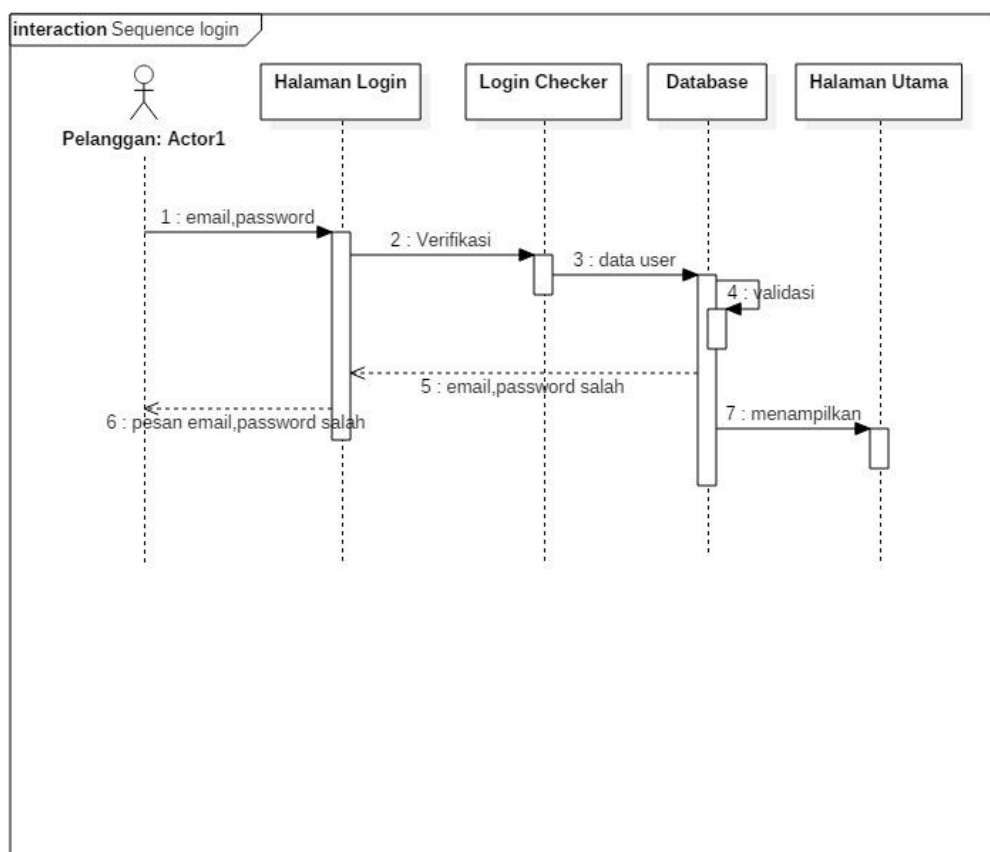 interaction Sequence login
Halaman Login
Login Checker
Database
Halaman Utama
Pelanggan: Actor1
1 : email,password
2 : Verifikasi
3 : data user
4 : validasi
5 : email,password salah
6 : pesan email,password salah
7 : menampilkan